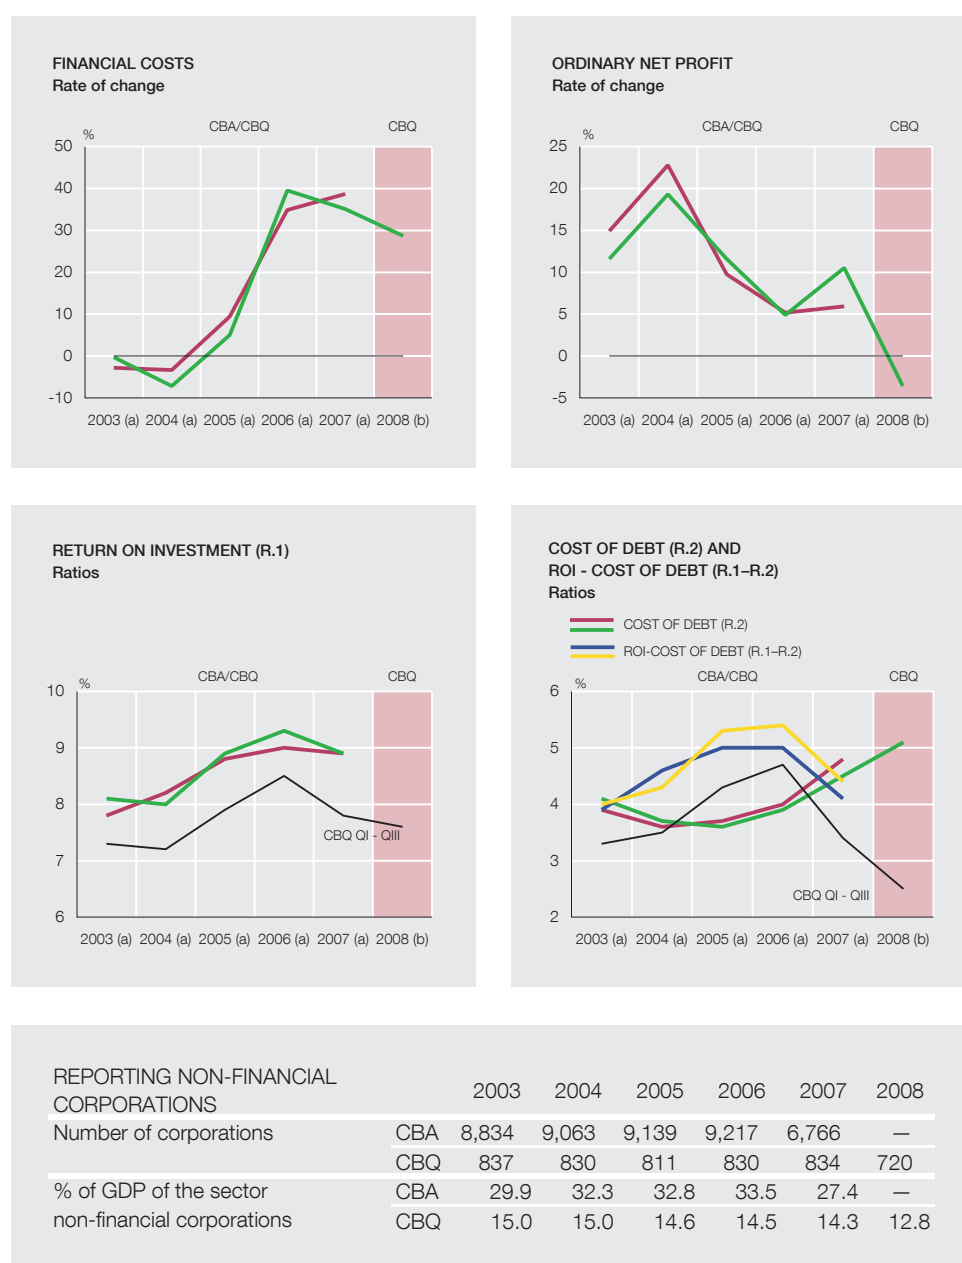 FINANCIAL COSTS
Rate of change
%
CBA/CBQ
CBQ
50
40
30
20
10
0
-10
2003 (a) 2004 (a) 2005 (a) 2006 (a) 2007 (a) 2008 (b)
ORDINARY NET PROFIT
Rate of change
%
CBA/CBQ
CBQ
25
20
15
10
5
0
-5
2003 (a) 2004 (a) 2005 (a) 2006 (a) 2007 (a) 2008 (b)
RETURN ON INVESTMENT (R.1)
Ratios
%
CBA/CBQ
CBQ
10
9
8
7
6
CBQ QI - QIII
2003 (a) 2004 (a) 2005 (a) 2006 (a) 2007 (a) 2008 (b)
COST OF DEBT (R.2) AND
ROI - COST OF DEBT (R.1–R.2)
Ratios
COST OF DEBT (R.2)
ROI-COST OF DEBT (R.1–R.2)
%
CBA/CBQ
CBQ
6
5
4
3
2
CBQ QI - QIII
2003 (a) 2004 (a) 2005 (a) 2006 (a) 2007 (a) 2008 (b)
REPORTING NON-FINANCIAL
CORPORATIONS
2003 2004 2005 2006 2007 2008
Number of corporations CBA 8,834 9,063 9,139 9,217 6,766 —
CBQ 837 830 811 830 834 720
% of GDP of the sector CBA 29.9 32.3 32.8 33.5 27.4 —
non-financial corporations CBQ 15.0 15.0 14.6 14.5 14.3 12.8